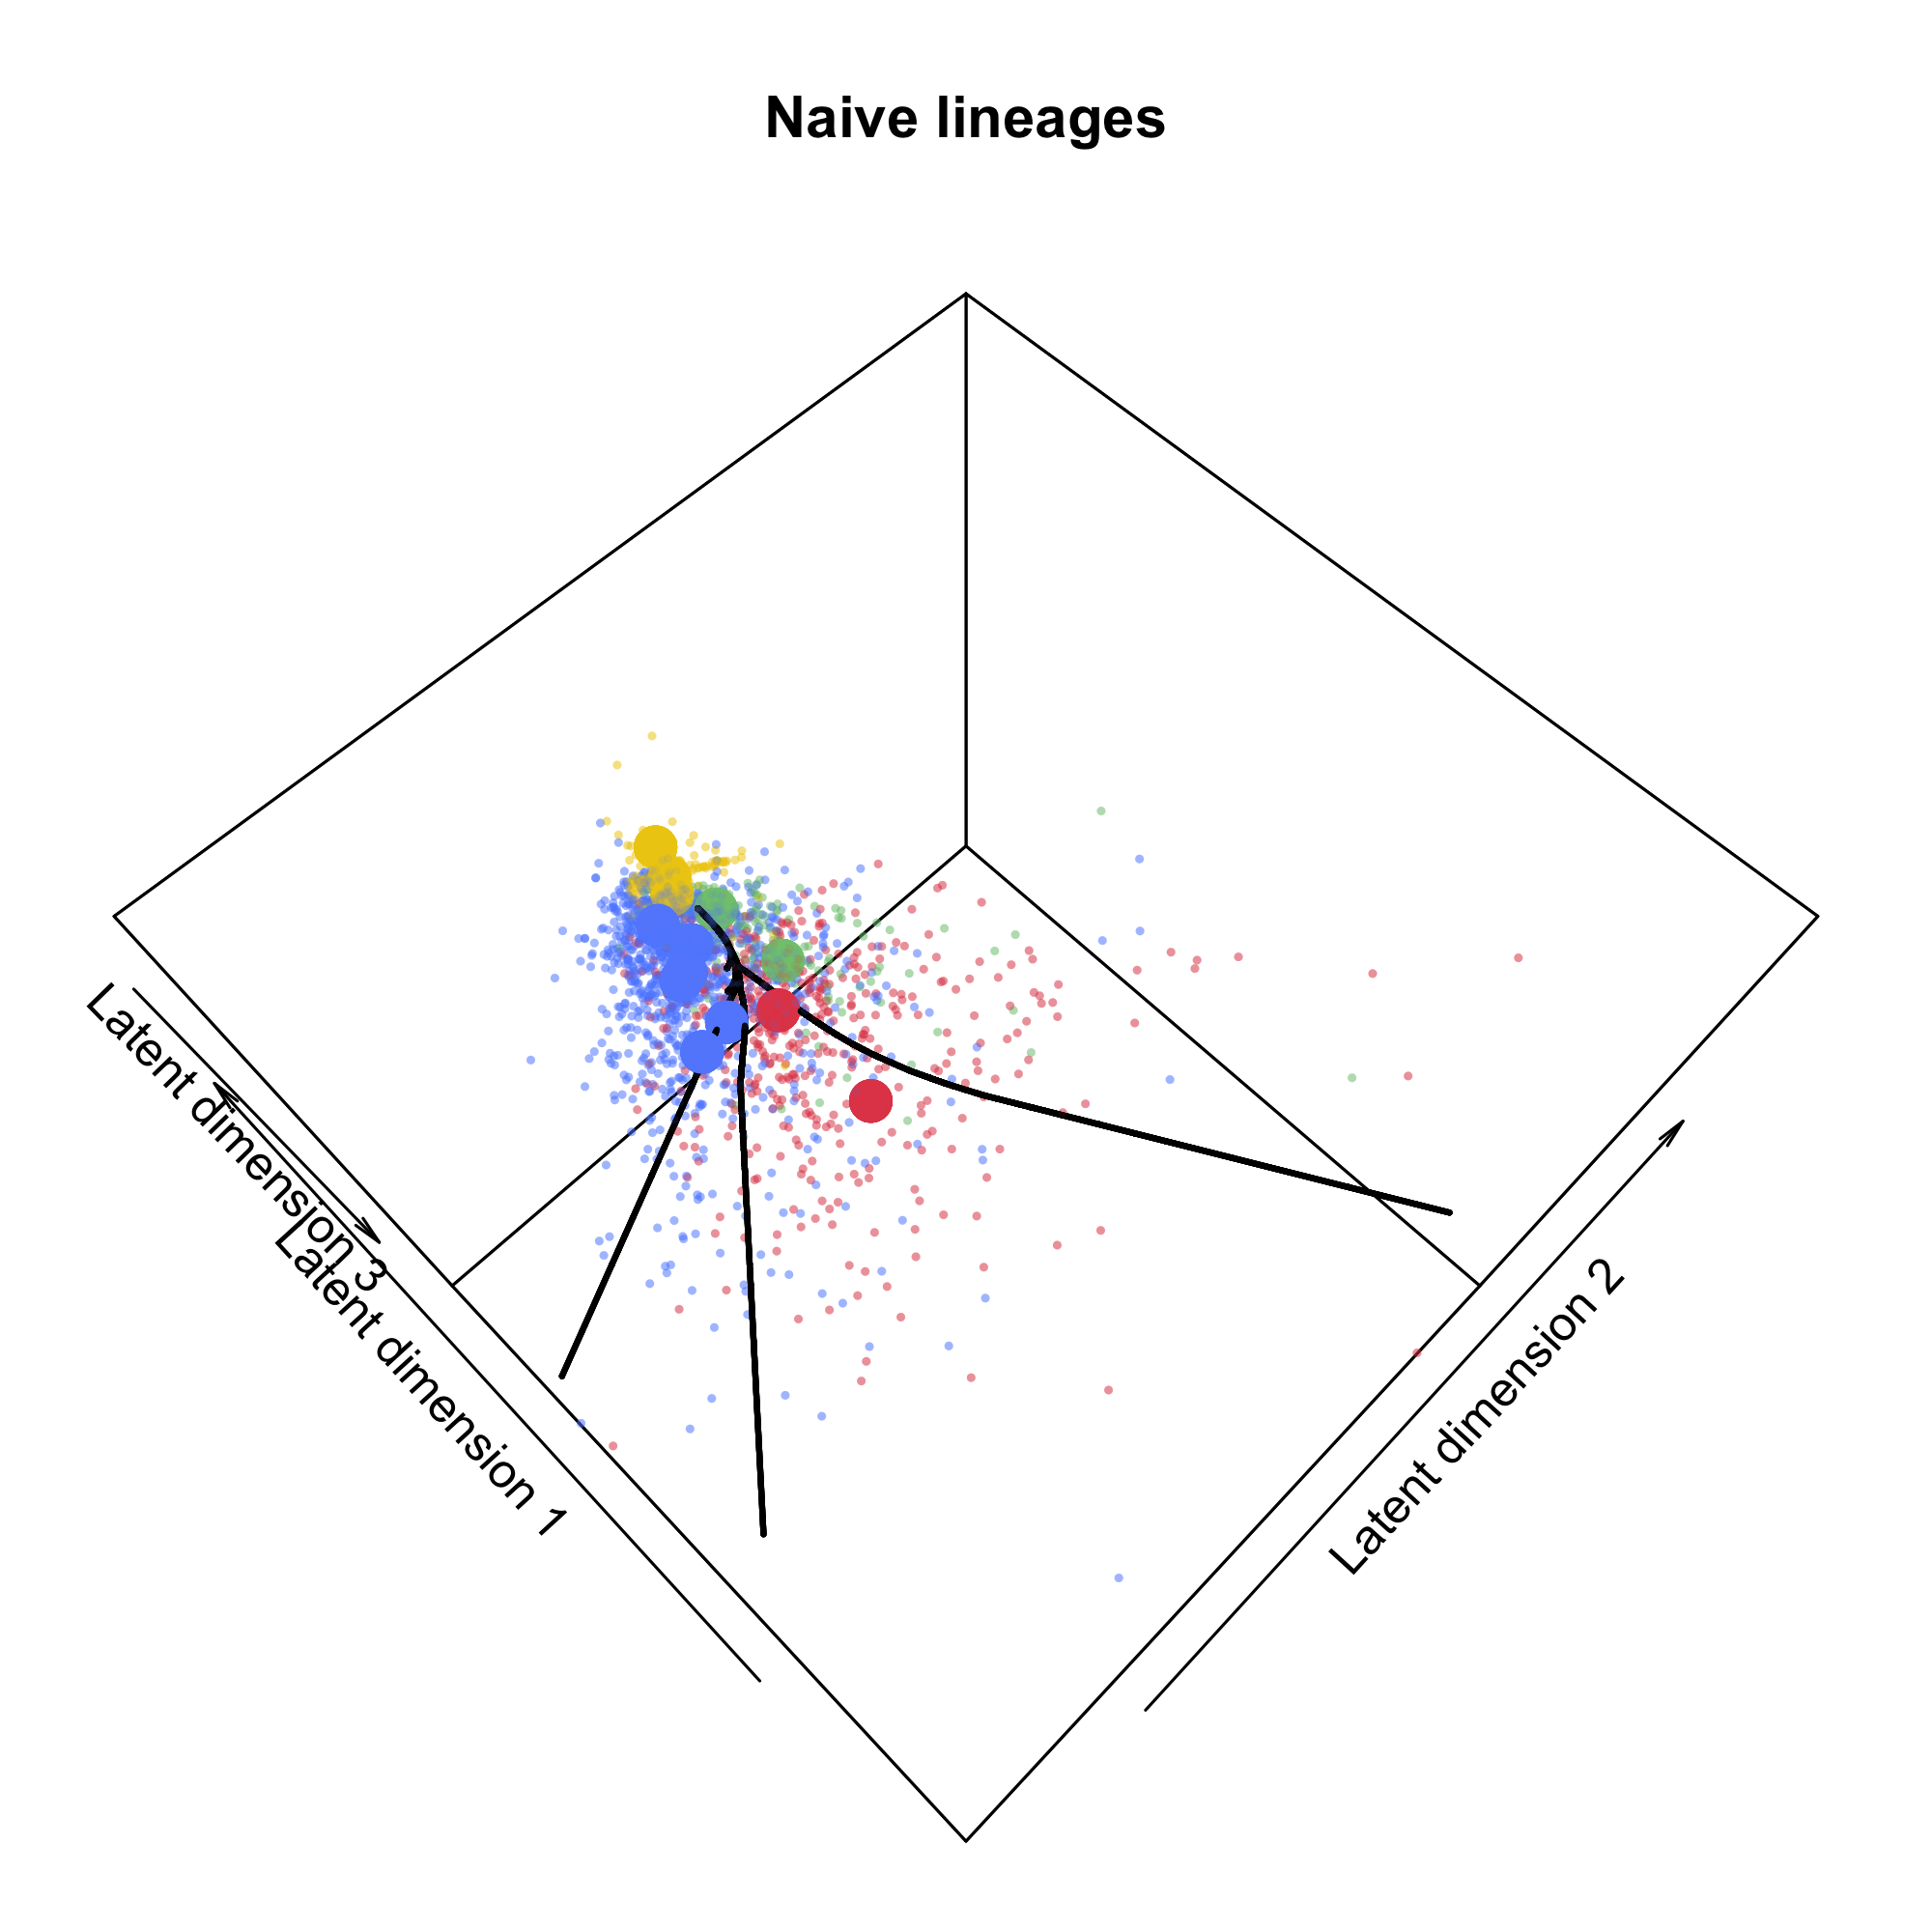 Naive lineages
Latent dimension 3
Latent dimension 1
Latent dimension 2